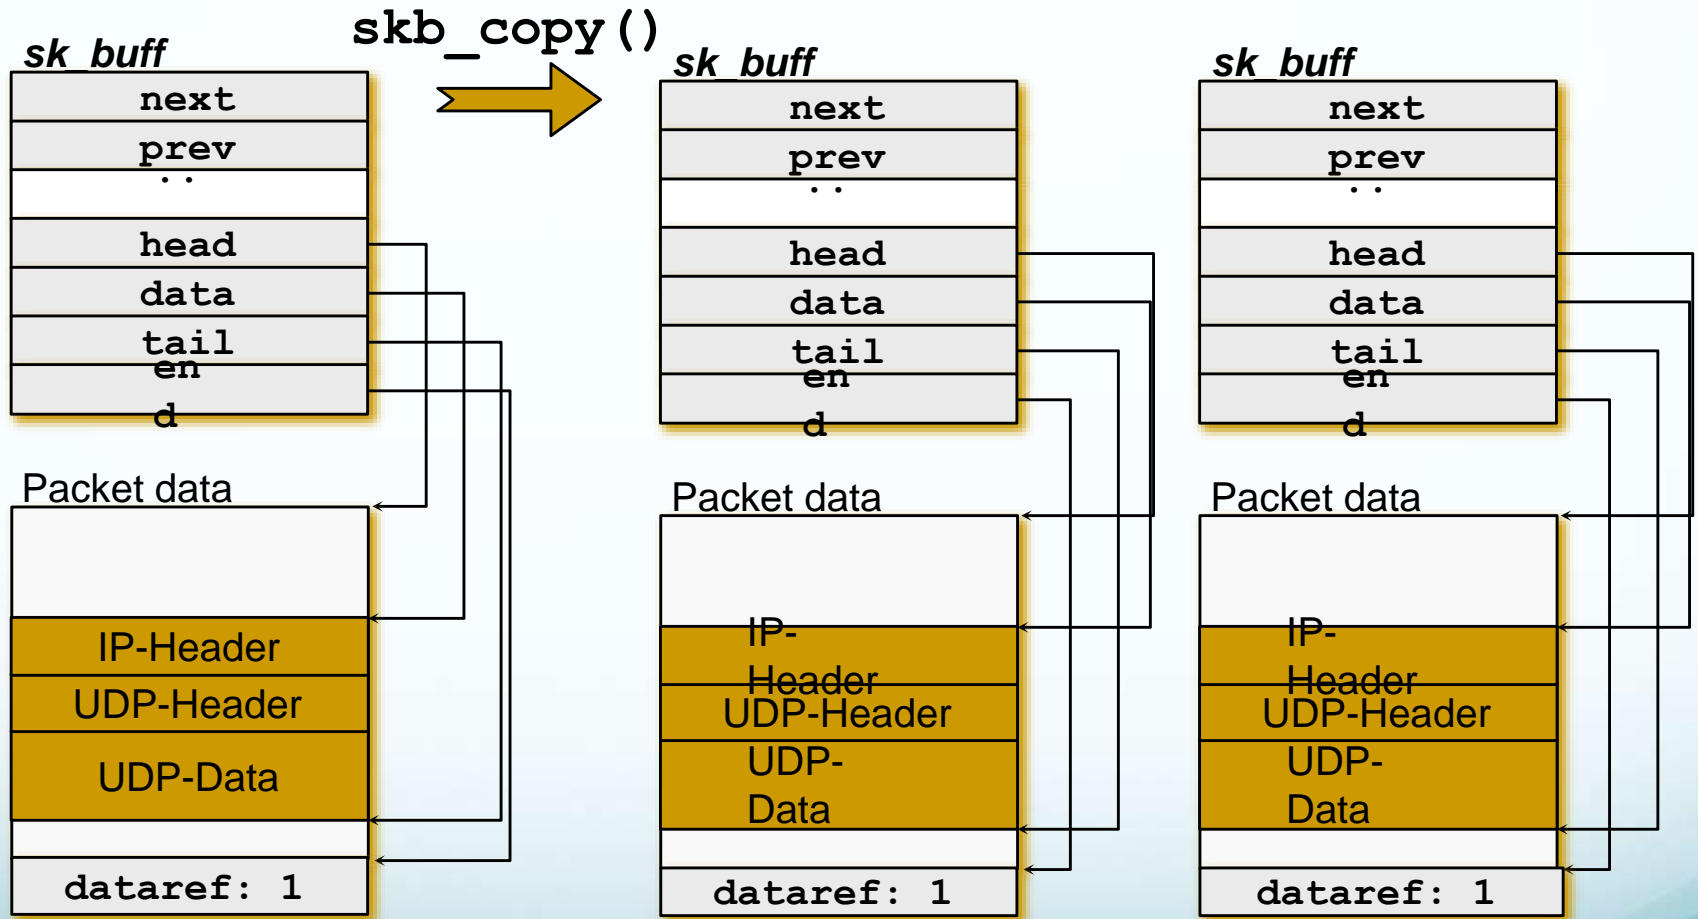 skb_copy()
sk_buff
next
prev
..
head
data
tail
en
d
Packet data
IP-Header
UDP-Header
UDP-Data
dataref: 1
sk_buff
next
prev
..
head
data
tail
en
d
Packet data
IP-
Header
UDP-Header
UDP-
Data
dataref: 1
sk_buff
next
prev
..
head
data
tail
en
d
Packet data
IP-
Header
UDP-Header
UDP-
Data
dataref: 1